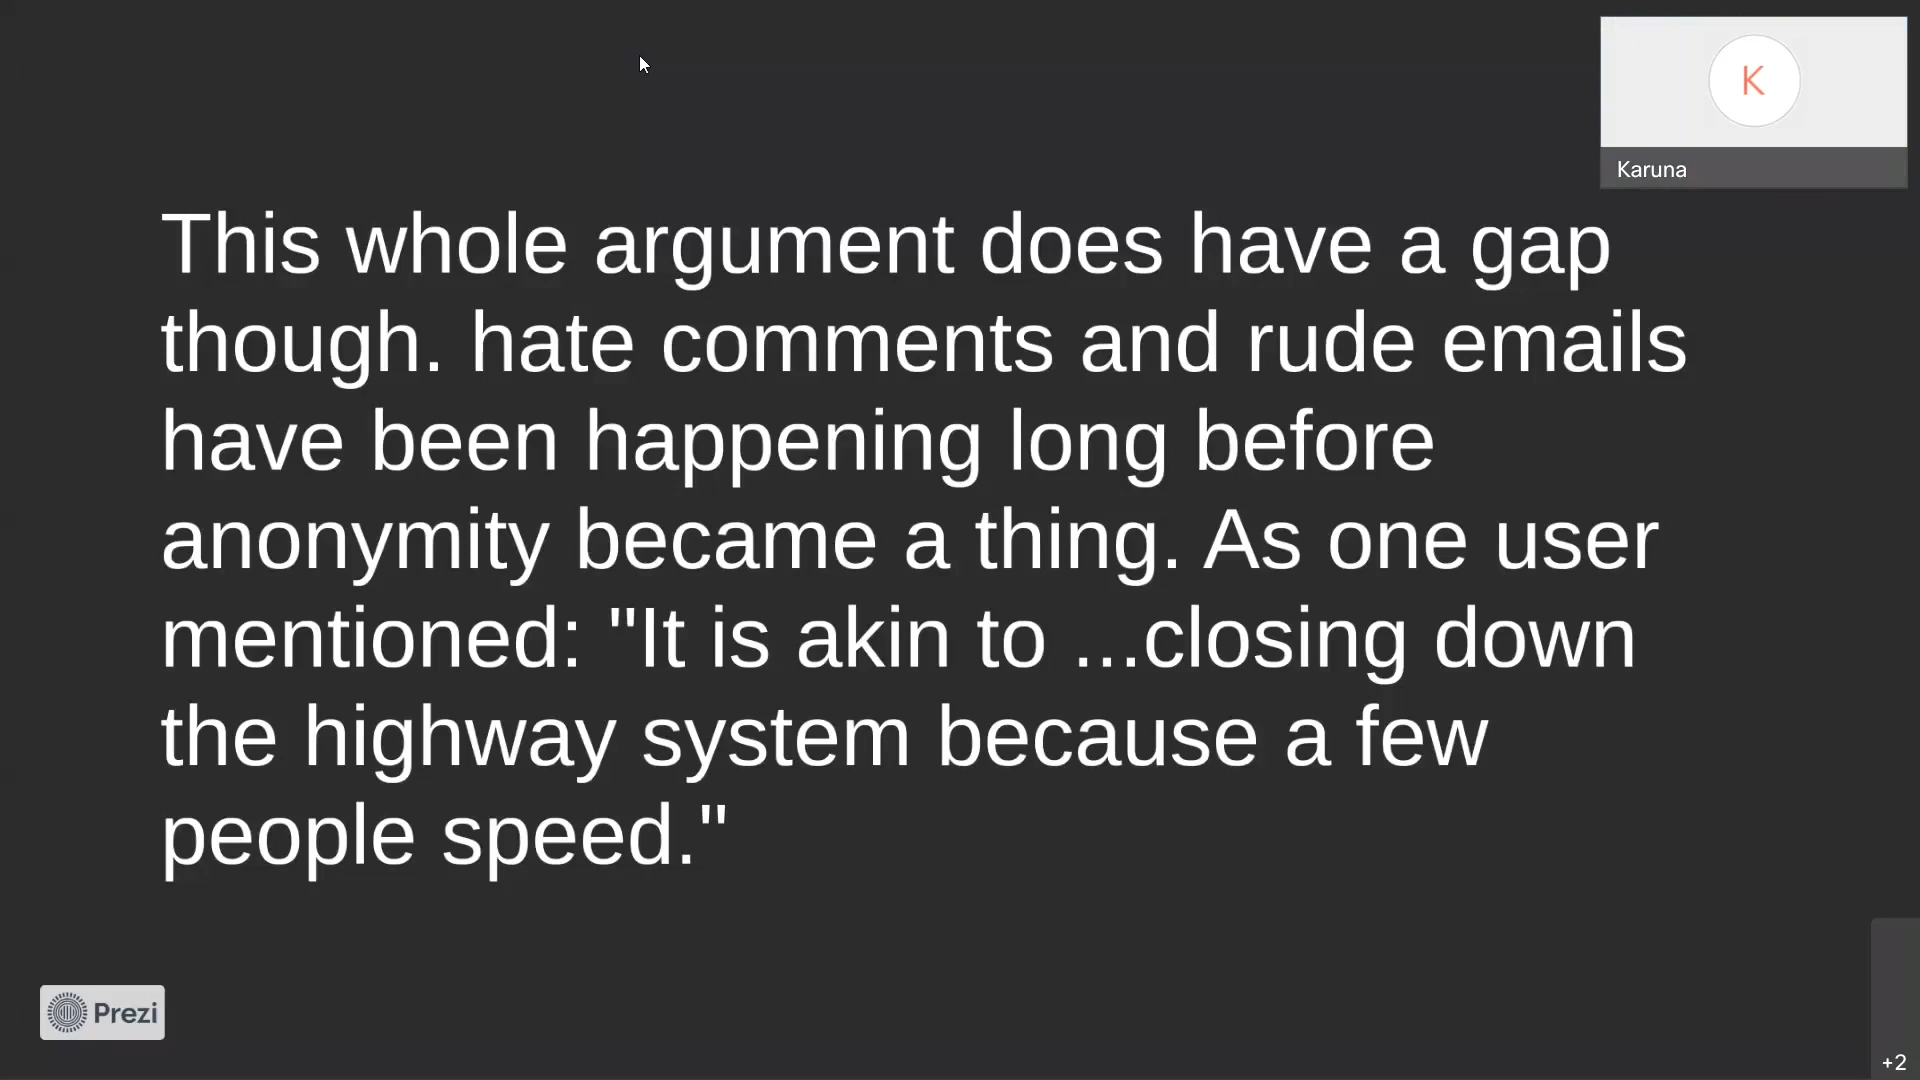 K
Karuna
This whole argument does have a gap
though. hate comments and rude emails
have been happening long before
anonymity became a thing. As one user
mentioned: "It is akin to ...closing down
the highway system because a few
people speed."
Prezi
+2